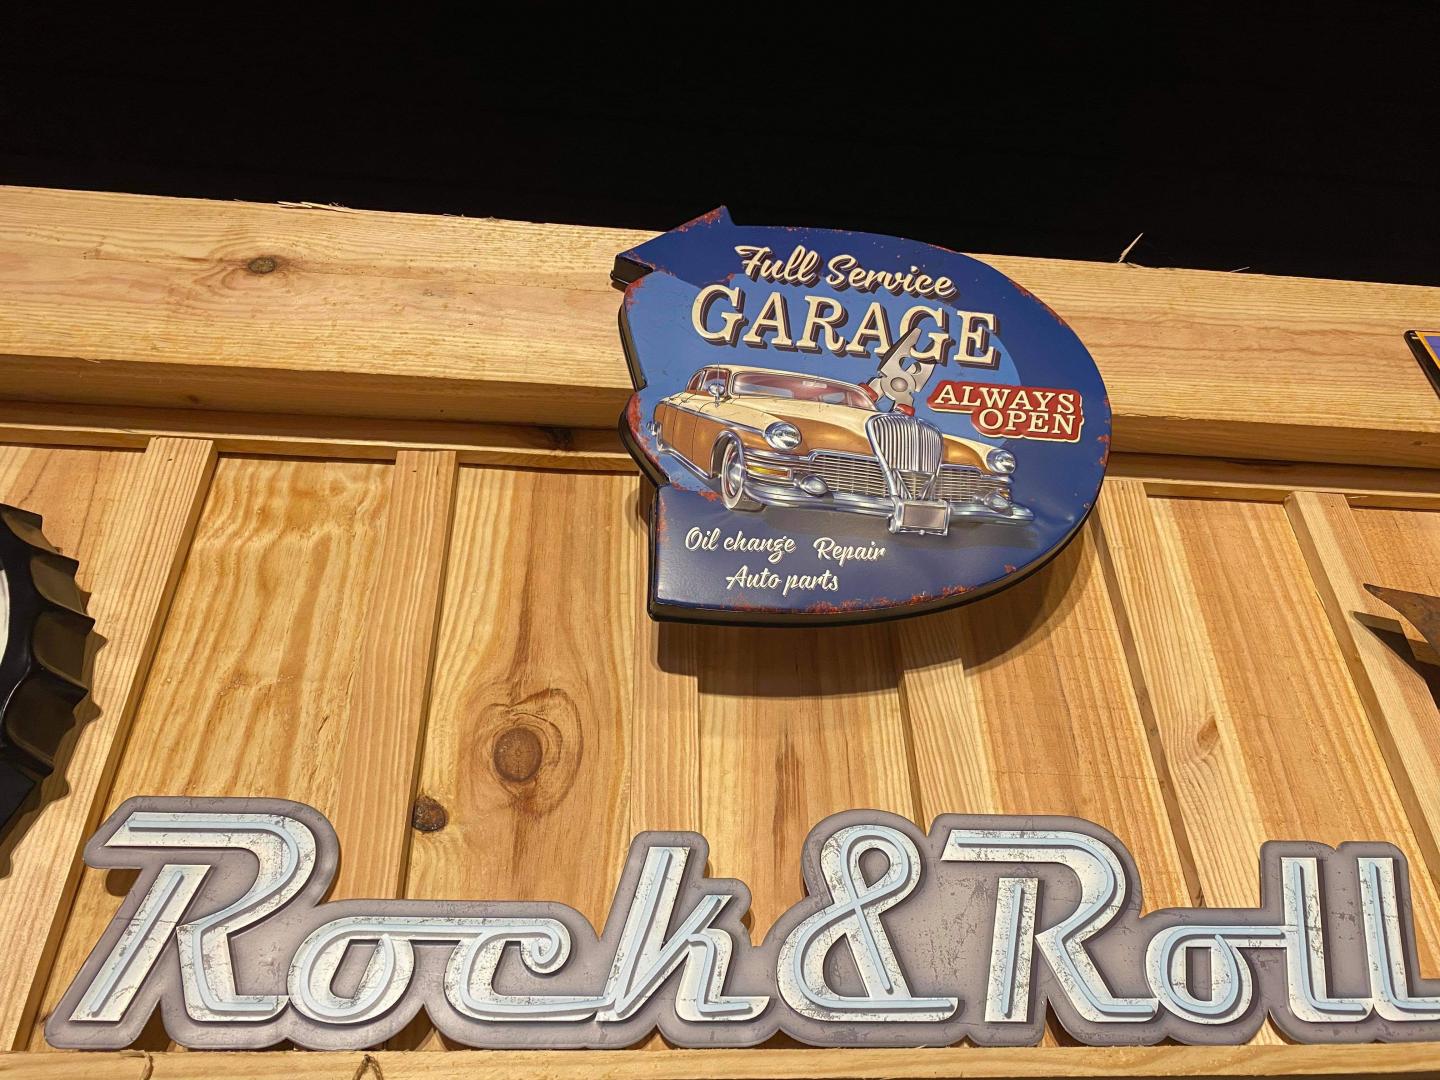 Full Service
GARAGE
ALWAYS
OPEN
Oil change Repair
Auto parts
Rock & Roll